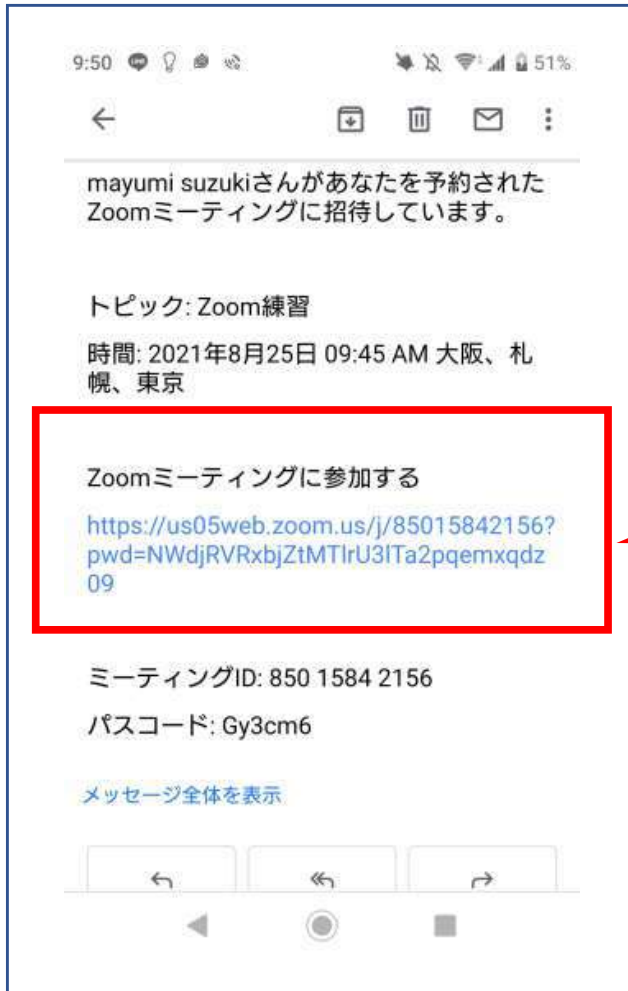 9:50 51%
mayumi suzukiさんがあなたを予約された
Zoomミーティングに招待しています。
トピック: Zoom練習
時間: 2021年8月25日 09:45 AM 大阪、札
幌、東京
Zoomミーティングに参加する
https://us05web.zoom.us/j/85015842156?
pwd=NWdjRVRxbjZtMTlrU3lTa2pqemxqdz
09
ミーティングID: 850 1584 2156
パスコード: Gy3cm6
メッセージ全体を表示